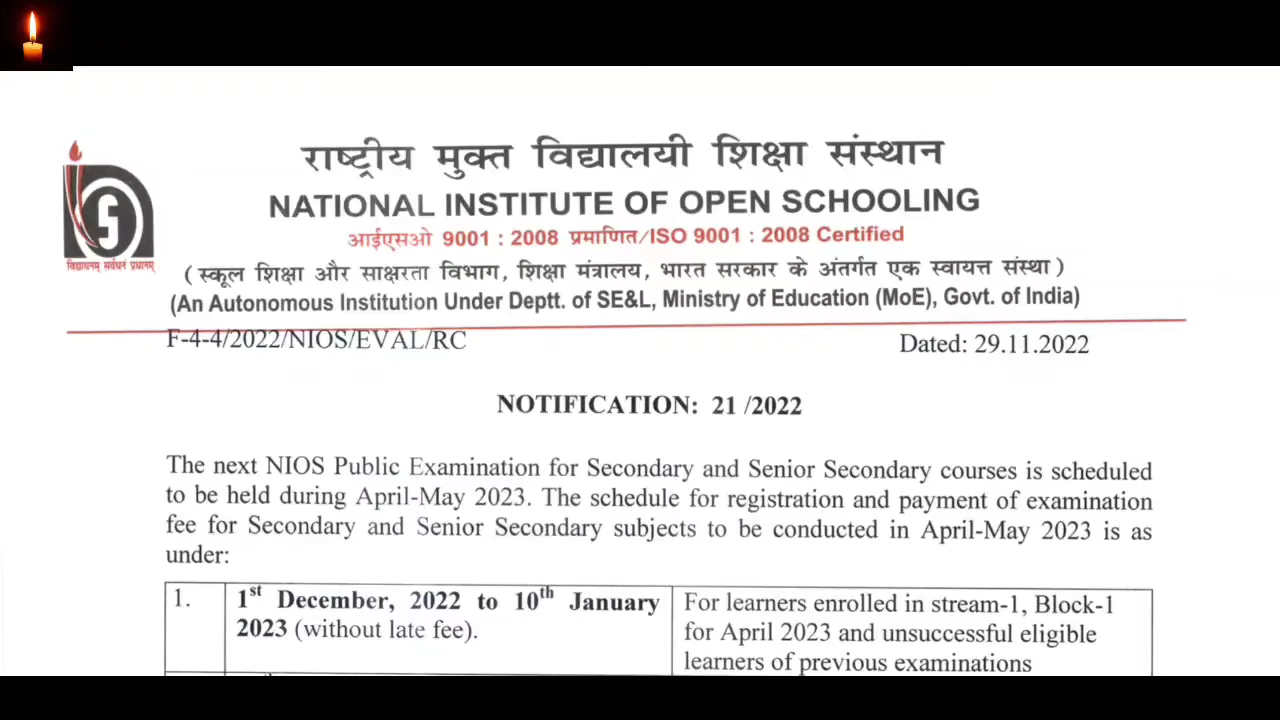 राष्ट्रीय मुक्त विद्यालयी शिक्षा संस्थान
NATIONAL INSTITUTE OF OPEN SCHOOLING
आईएसओ 9001 : 2008 प्रमाणित/ISO 9001 : 2008 Certified
विद्याधनम् सर्वधन प्रधानम्
( स्कूल शिक्षा और साक्षरता विभाग, शिक्षा मंत्रालय, भारत सरकार के अंतर्गत एक स्वायत्त संस्था )
(An Autonomous Institution Under Deptt. of SE&L, Ministry of Education (MoE), Govt. of India)
F-4-4/2022/NIOS/EVAL/RC
Dated: 29.11.2022
NOTIFICATION: 21 /2022
The next NIOS Public Examination for Secondary and Senior Secondary courses is scheduled
to be held during April-May 2023. The schedule for registration and payment of examination
fee for Secondary and Senior Secondary subjects to be conducted in April-May 2023 is as
under:
1.
1st December, 2022 to 10th January
2023 (without late fee).
For learners enrolled in stream-1, Block-1
for April 2023 and unsuccessful eligible
learners of previous examinations